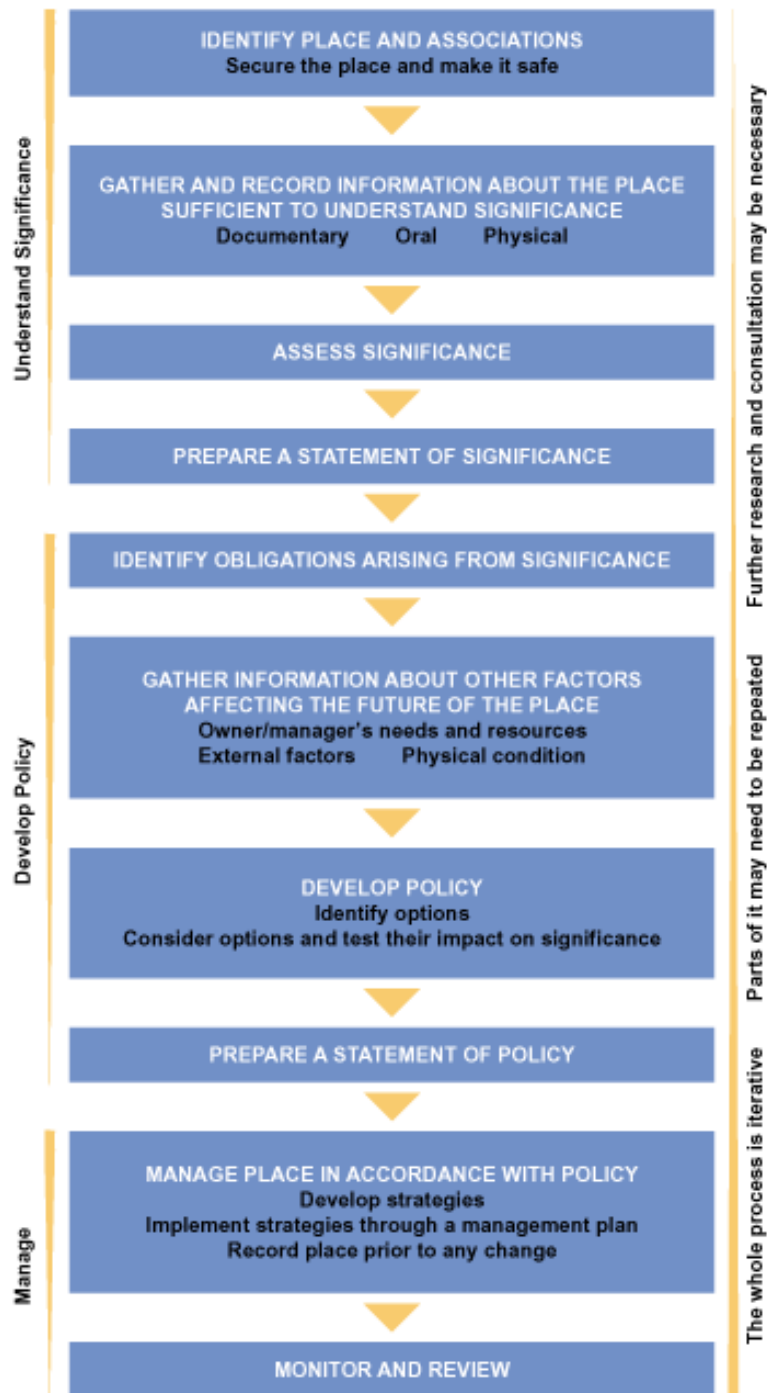 IDENTIFY PLACE AND ASSOCIATIONS
Secure the place and make it safe
GATHER AND RECORD INFORMATION ABOUT THE PLACE
SUFFICIENT TO UNDERSTAND SIGNIFICANCE
Documentary Oral Physical
ASSESS SIGNIFICANCE
PREPARE A STATEMENT OF SIGNIFICANCE
Understand Significance
IDENTIFY OBLIGATIONS ARISING FROM SIGNIFICANCE
GATHER INFORMATION ABOUT OTHER FACTORS
AFFECTING THE FUTURE OF THE PLACE
Owner/manager's needs and resources
External factors Physical condition
DEVELOP POLICY
Identify options
Consider options and test their impact on significance
PREPARE A STATEMENT OF POLICY
Develop Policy
MANAGE PLACE IN ACCORDANCE WITH POLICY
Develop strategies
Implement strategies through a management plan
Record place prior to any change
MONITOR AND REVIEW
Manage
The whole process is iterative Parts of it may need to be repeated Further research and consultation may be necessary